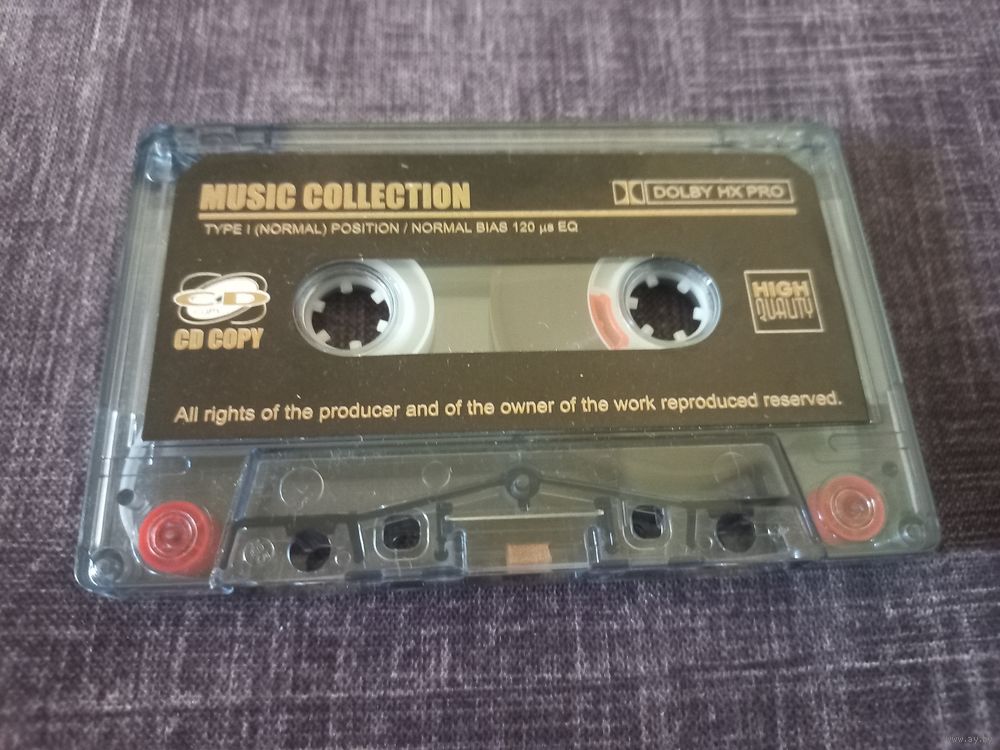 MUSIC COLLECTION
DOLBY HX PRO
TYPE I (NORMAL) POSITION / NORMAL BIAS 120 µs EQ
CD
CD COPY
HIGH
QUALITY
All rights of the producer and of the owner of the work reproduced reserved.